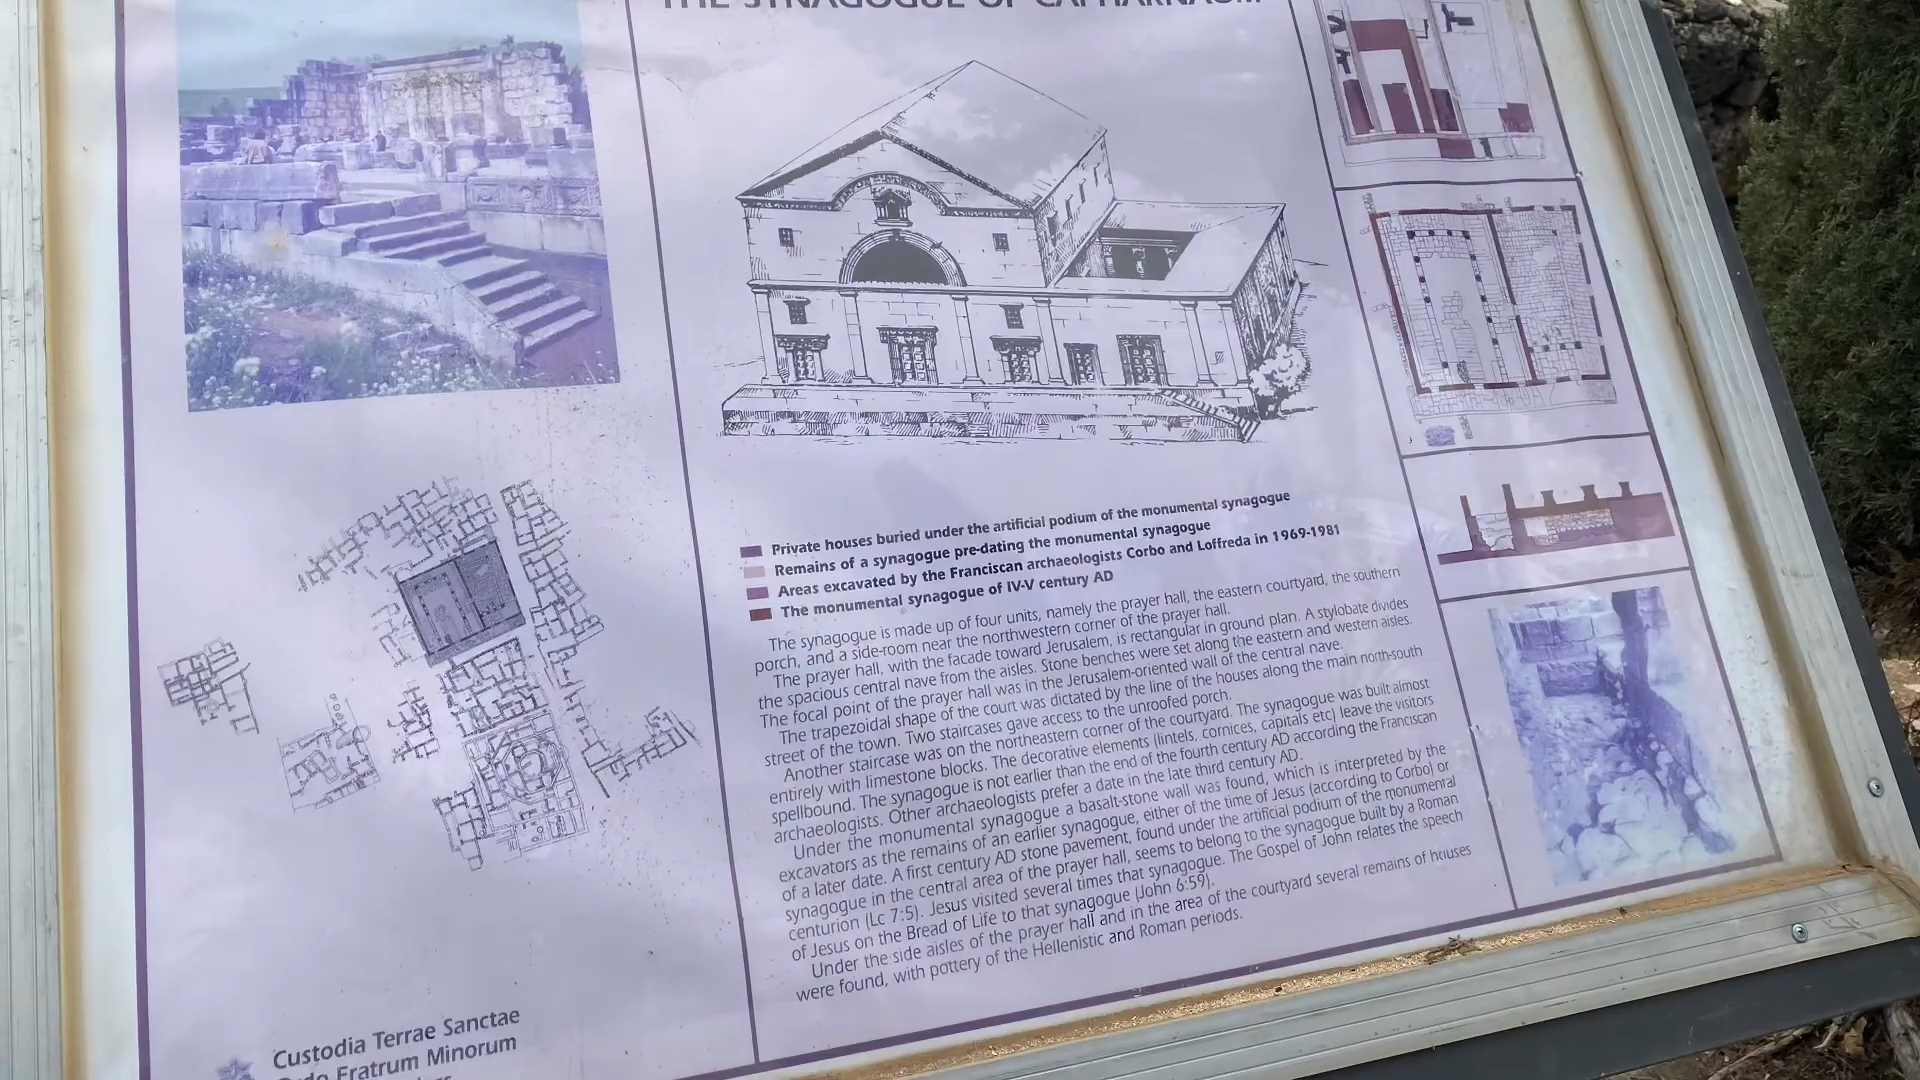 THE SYNAGOGUE OF CAPHARNAUM
Private houses buried under the artificial podium of the monumental synagogue
Remains of a synagogue pre-dating the monumental synagogue
Areas excavated by the Franciscan archaeologists Corbo and Loffreda in 1969-1981
The monumental synagogue of IV-V century AD
The synagogue is made up of four units, namely the prayer hall, the eastern courtyard, the southern
porch, and a side-room near the northwestern corner of the prayer hall.
The prayer hall, with the facade toward Jerusalem, is rectangular in ground plan. A stylobate divides
the spacious central nave from the aisles. Stone benches were set along the eastern and western aisles.
The focal point of the prayer hall was in the Jerusalem-oriented wall of the central nave.
The trapezoidal shape of the court was dictated by the line of the houses along the main north-south
street of the town. Two staircases gave access to the unroofed porch.
Another staircase was on the northeastern corner of the courtyard. The synagogue was built almost
entirely with limestone blocks. The decorative elements (lintels, cornices, capitals etc) leave the visitors
spellbound. The synagogue is not earlier than the end of the fourth century AD according the Franciscan
archaeologists. Other archaeologists prefer a date in the late third century AD.
Under the monumental synagogue a basalt-stone wall was found, which is interpreted by the
excavators as the remains of an earlier synagogue, either of the time of Jesus (according to Corbo) or
of a later date. A first century AD stone pavement, found under the artificial podium of the monumental
synagogue in the central area of the prayer hall, seems to belong to the synagogue built by a Roman
centurion (Lc 7:5). Jesus visited several times that synagogue. The Gospel of John relates the speech
of Jesus on the Bread of Life to that synagogue (John 6:59).
Under the side aisles of the prayer hall and in the area of the courtyard several remains of houses
were found, with pottery of the Hellenistic and Roman periods.
Custodia Terrae Sanctae
Ordo Fratrum Minorum